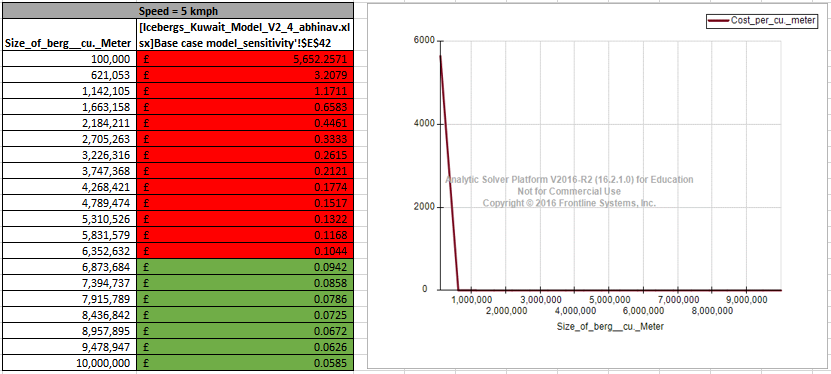 Speed = 5 kmph
Size_of_berg__cu._Meter [Icebergs_Kuwait_Model_V2_4_abhinav.xl
sx]Base case model_sensitivity'!$E$42
100,000 £ 5,652.2571
621,053 £ 3.2079
1,142,105 £ 1.1711
1,663,158 £ 0.6583
2,184,211 £ 0.4461
2,705,263 £ 0.3333
3,226,316 £ 0.2615
3,747,368 £ 0.2121
4,268,421 £ 0.1774
4,789,474 £ 0.1517
5,310,526 £ 0.1322
5,831,579 £ 0.1168
6,352,632 £ 0.1044
6,873,684 £ 0.0942
7,394,737 £ 0.0858
7,915,789 £ 0.0786
8,436,842 £ 0.0725
8,957,895 £ 0.0672
9,478,947 £ 0.0626
10,000,000 £ 0.0585
Cost_per_cu._meter
6000
4000
2000
0
Analytic Solver Platform V2016-R2 (16.2.1.0) for Education
Not for Commercial Use
Copyright © 2016 Frontline Systems, Inc.
1,000,000 3,000,000 5,000,000 7,000,000 9,000,000
2,000,000 4,000,000 6,000,000 8,000,000
Size_of_berg__cu._Meter